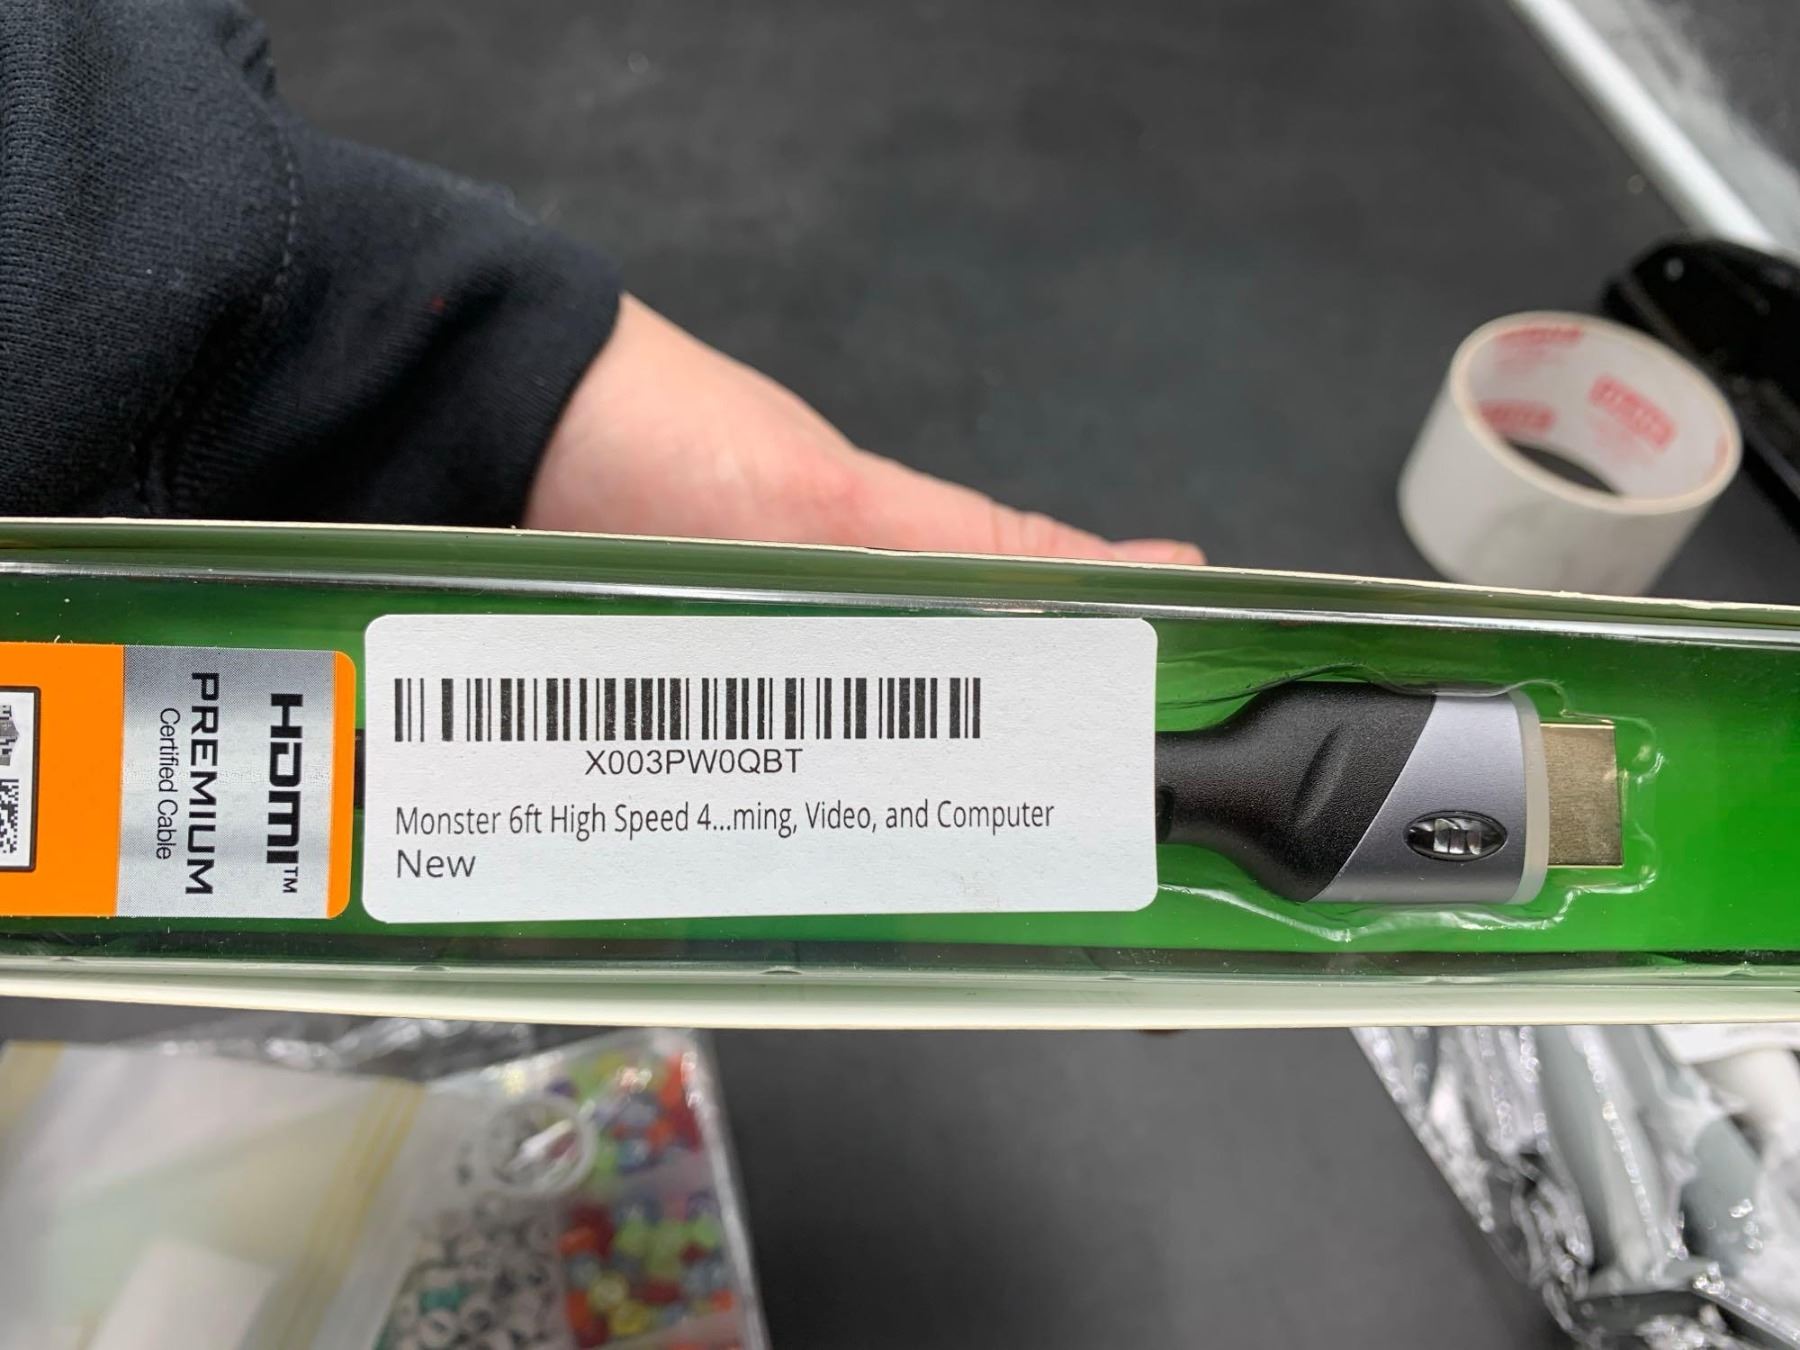 HDMI™
PREMIUM
Certified Cable
X003PW0QBT
Monster 6ft High Speed 4...ming, Video, and Computer
New